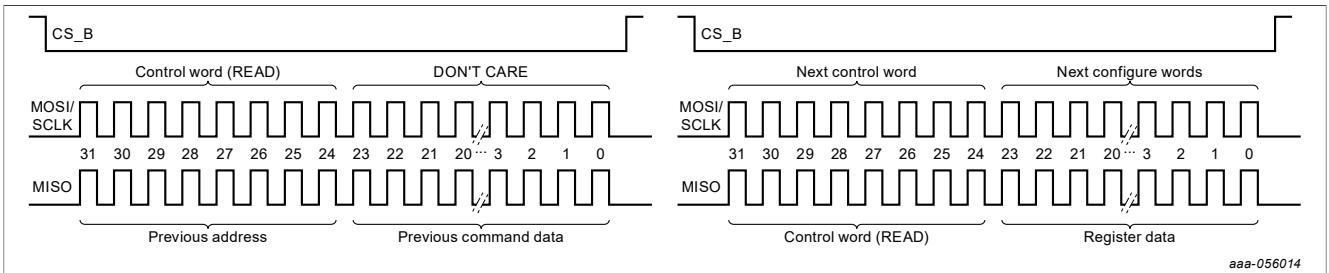 CS_B CS_B
Control word (READ) DON'T CARE Next control word Next configure words
MOSI/ MOSI/
SCLK SCLK
31 30 29 28 27 26 25 24 23 22 21 20 ... 3 2 1 0 31 30 29 28 27 26 25 24 23 22 21 20 ... 3 2 1 0
MISO MISO
Previous address Previous command data Control word (READ) Register data
aaa-056014